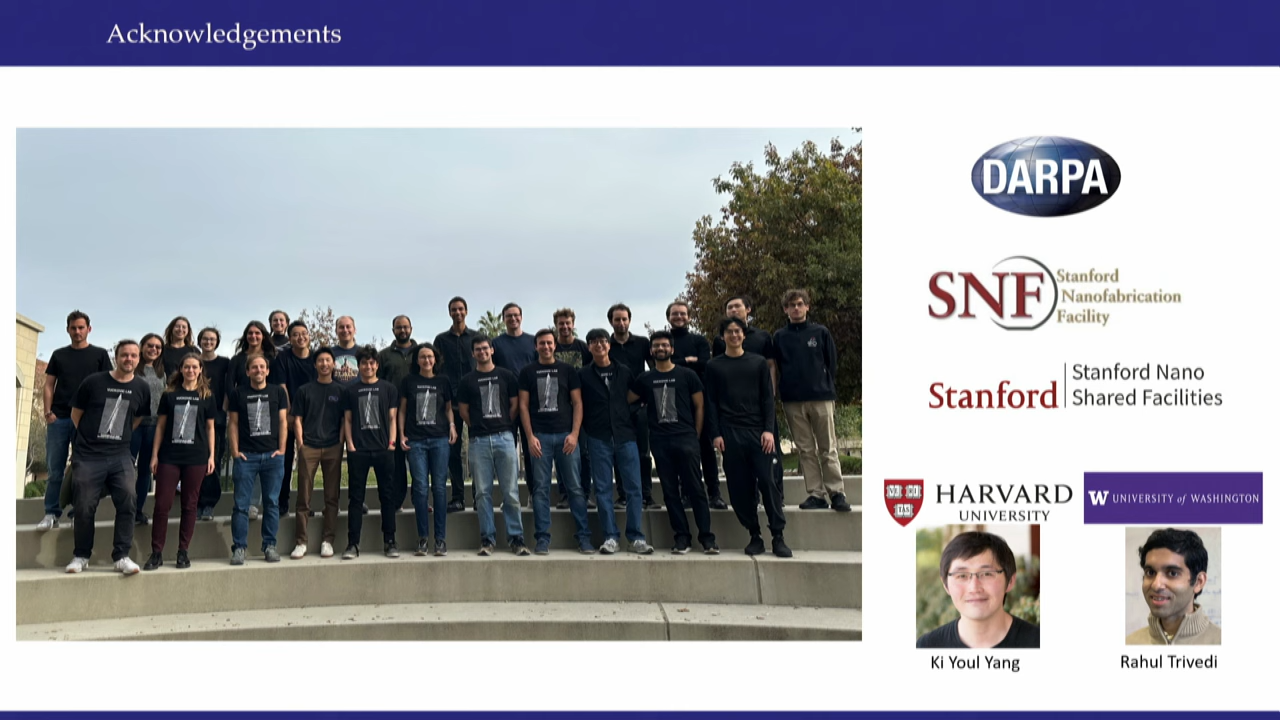 Acknowledgements
DARPA
SNF
Stanford
Nanofabrication
Facility
Stanford
Stanford Nano
Shared Facilities
HARVARD
UNIVERSITY
W UNIVERSITY of WASHINGTON
Ki Youl Yang
Rahul Trivedi